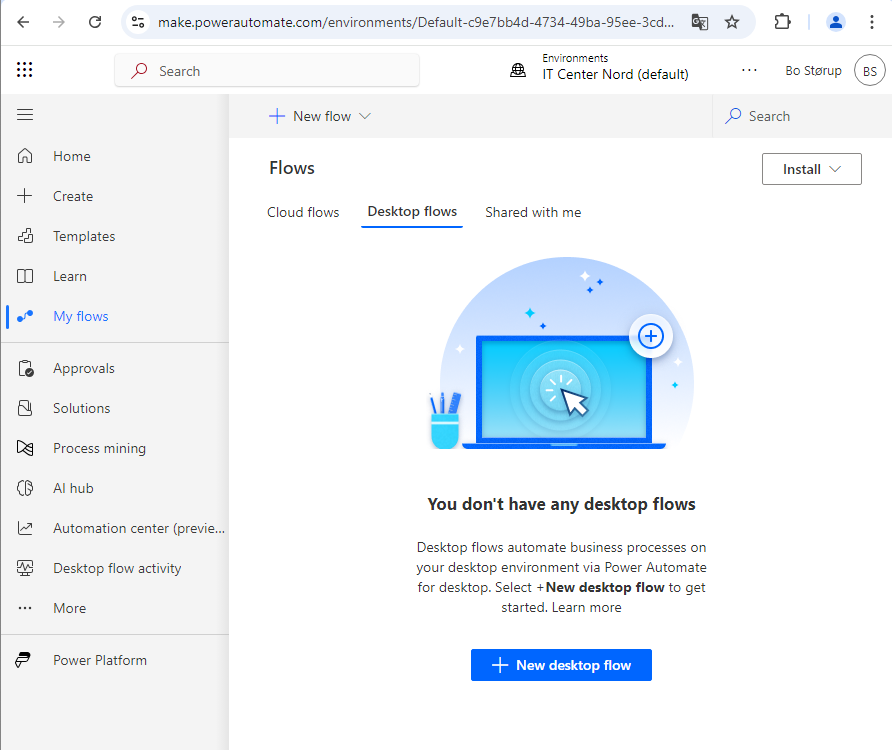 make.powerautomate.com/environments/Default-c9e7bb4d-4734-49ba-95ee-3cd...
Search
Environments
IT Center Nord (default)
Bo Størup
BS
New flow
Search
Home
Create
Templates
Learn
My flows
Approvals
Solutions
Process mining
AI hub
Automation center (previe...
Desktop flow activity
More
Power Platform
Flows
Install
Cloud flows
Desktop flows
Shared with me
You don't have any desktop flows
Desktop flows automate business processes on
your desktop environment via Power Automate
for desktop. Select +New desktop flow to get
started. Learn more
New desktop flow